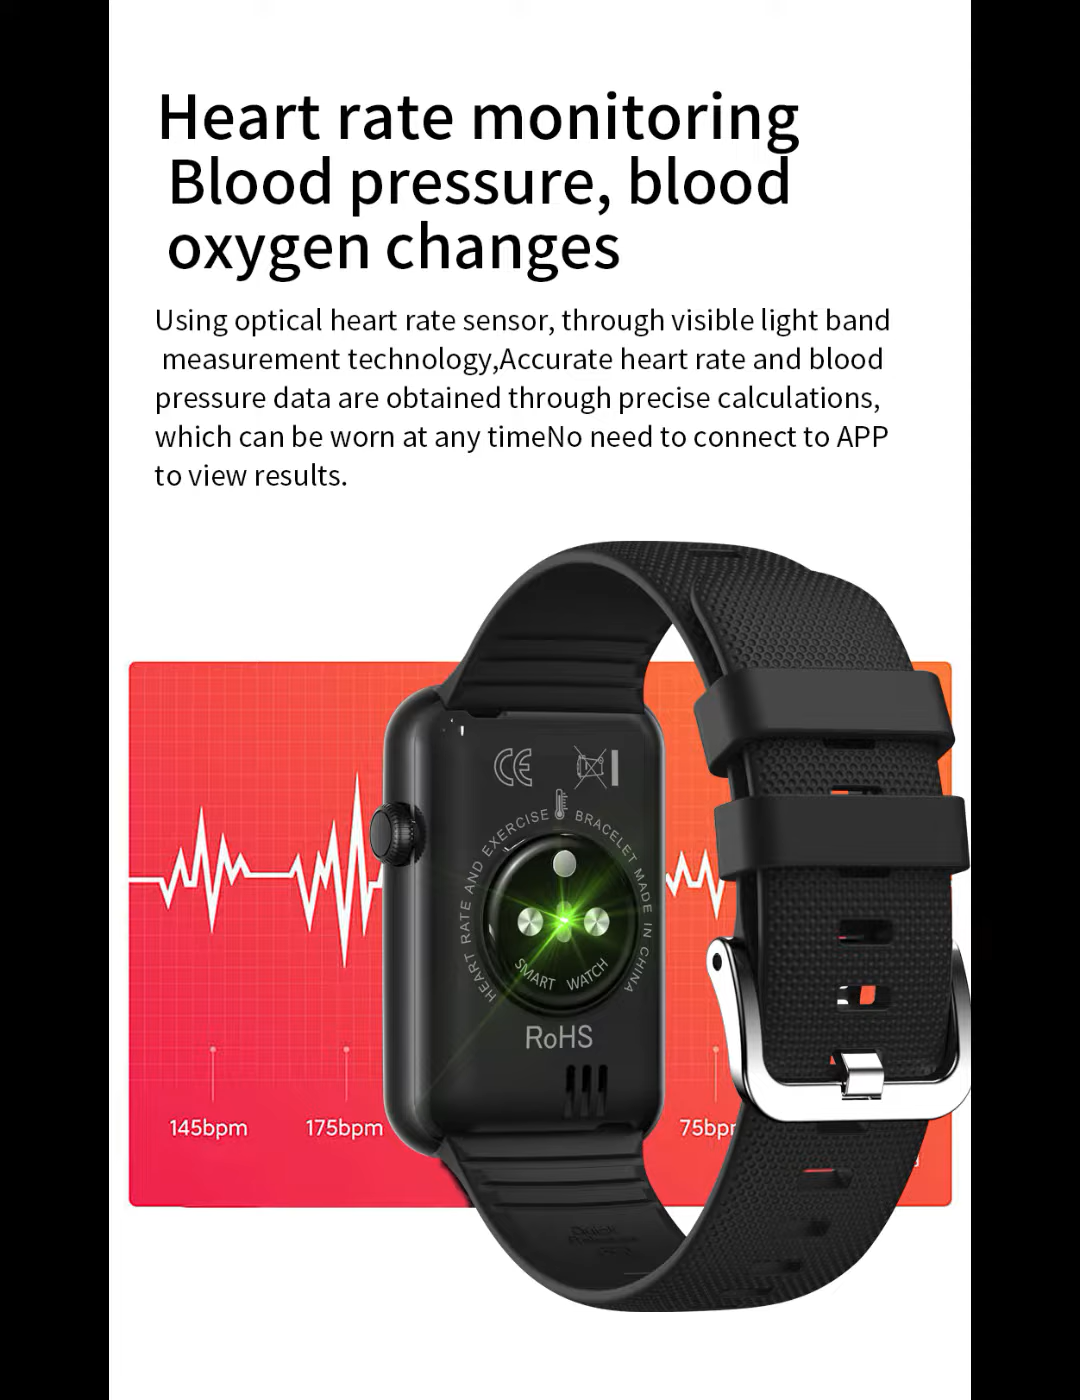 Heart rate monitoring
Blood pressure, blood
oxygen changes
Using optical heart rate sensor, through visible light band
measurement technology,Accurate heart rate and blood
pressure data are obtained through precise calculations,
which can be worn at any timeNo need to connect to APP
to view results.
CE
HEART RATE AND EXERCISE BRACELET MADE IN CHINA
SMART WATCH
RoHS
145bpm
175bpm
75bpm